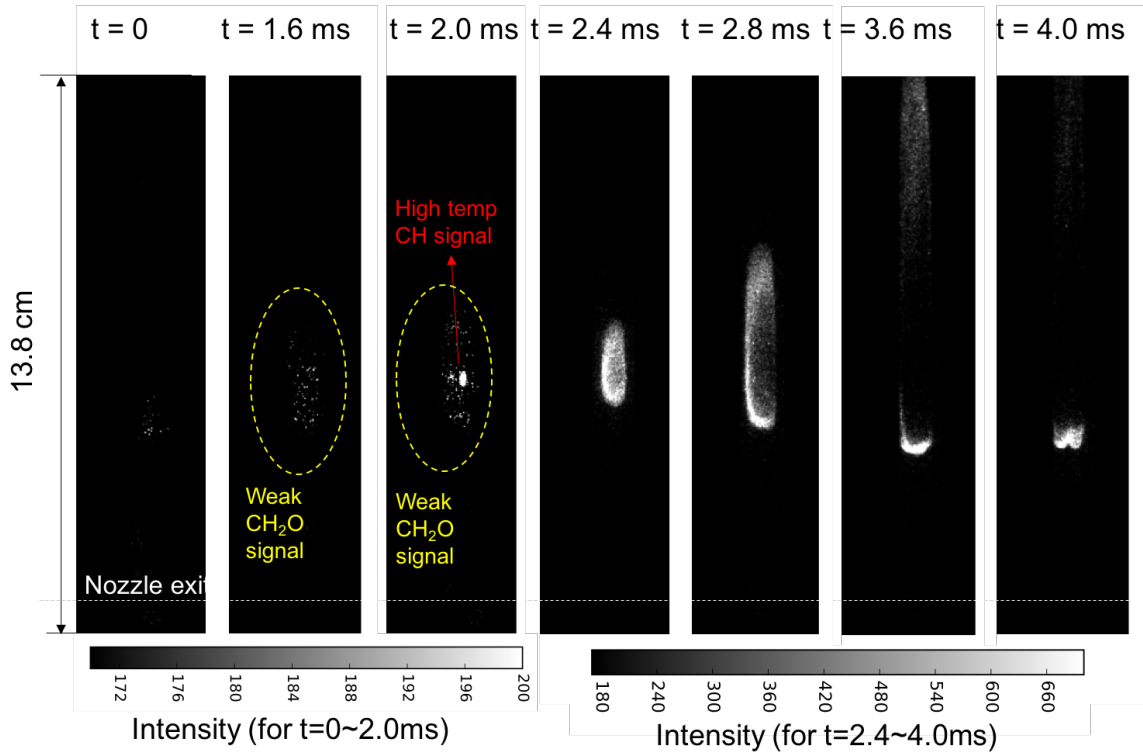 t = 0
t = 1.6 ms
t = 2.0 ms
t = 2.4 ms
t = 2.8 ms
t = 3.6 ms
t = 4.0 ms
13.8 cm
High temp
CH signal
Weak
CH₂O
signal
Weak
CH₂O
signal
Nozzle exit
172 176 180 184 188 192 196 200
Intensity (for t=0~2.0ms)
180 240 300 360 420 480 540 600 660
Intensity (for t=2.4~4.0ms)